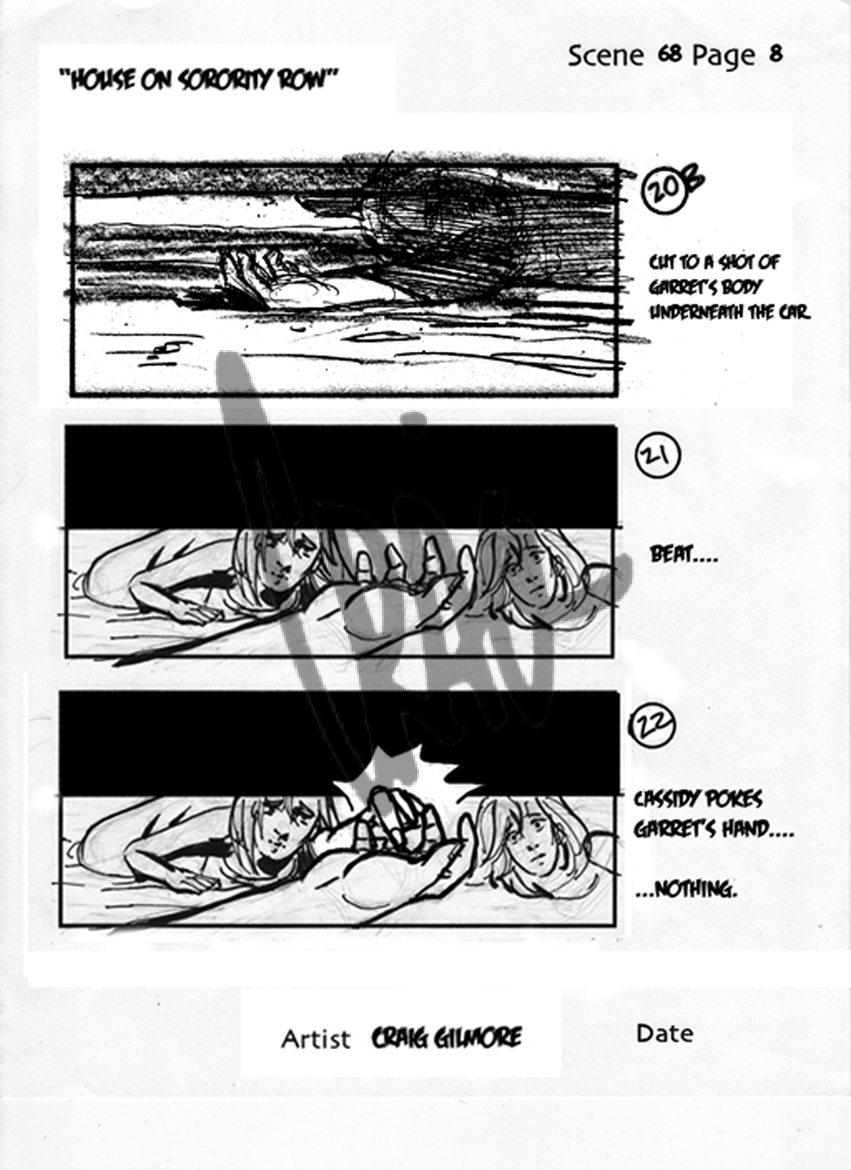 Scene 68 Page 8
"HOUSE ON SORORITY ROW"
20B
CUT TO A SHOT OF
GARRET'S BODY
UNDERNEATH THE CAR.
21
BEAT....
CRAIG
22
CASSIDY POKES
GARRET'S HAND....
...NOTHING.
Artist CRAIG GILMORE
Date